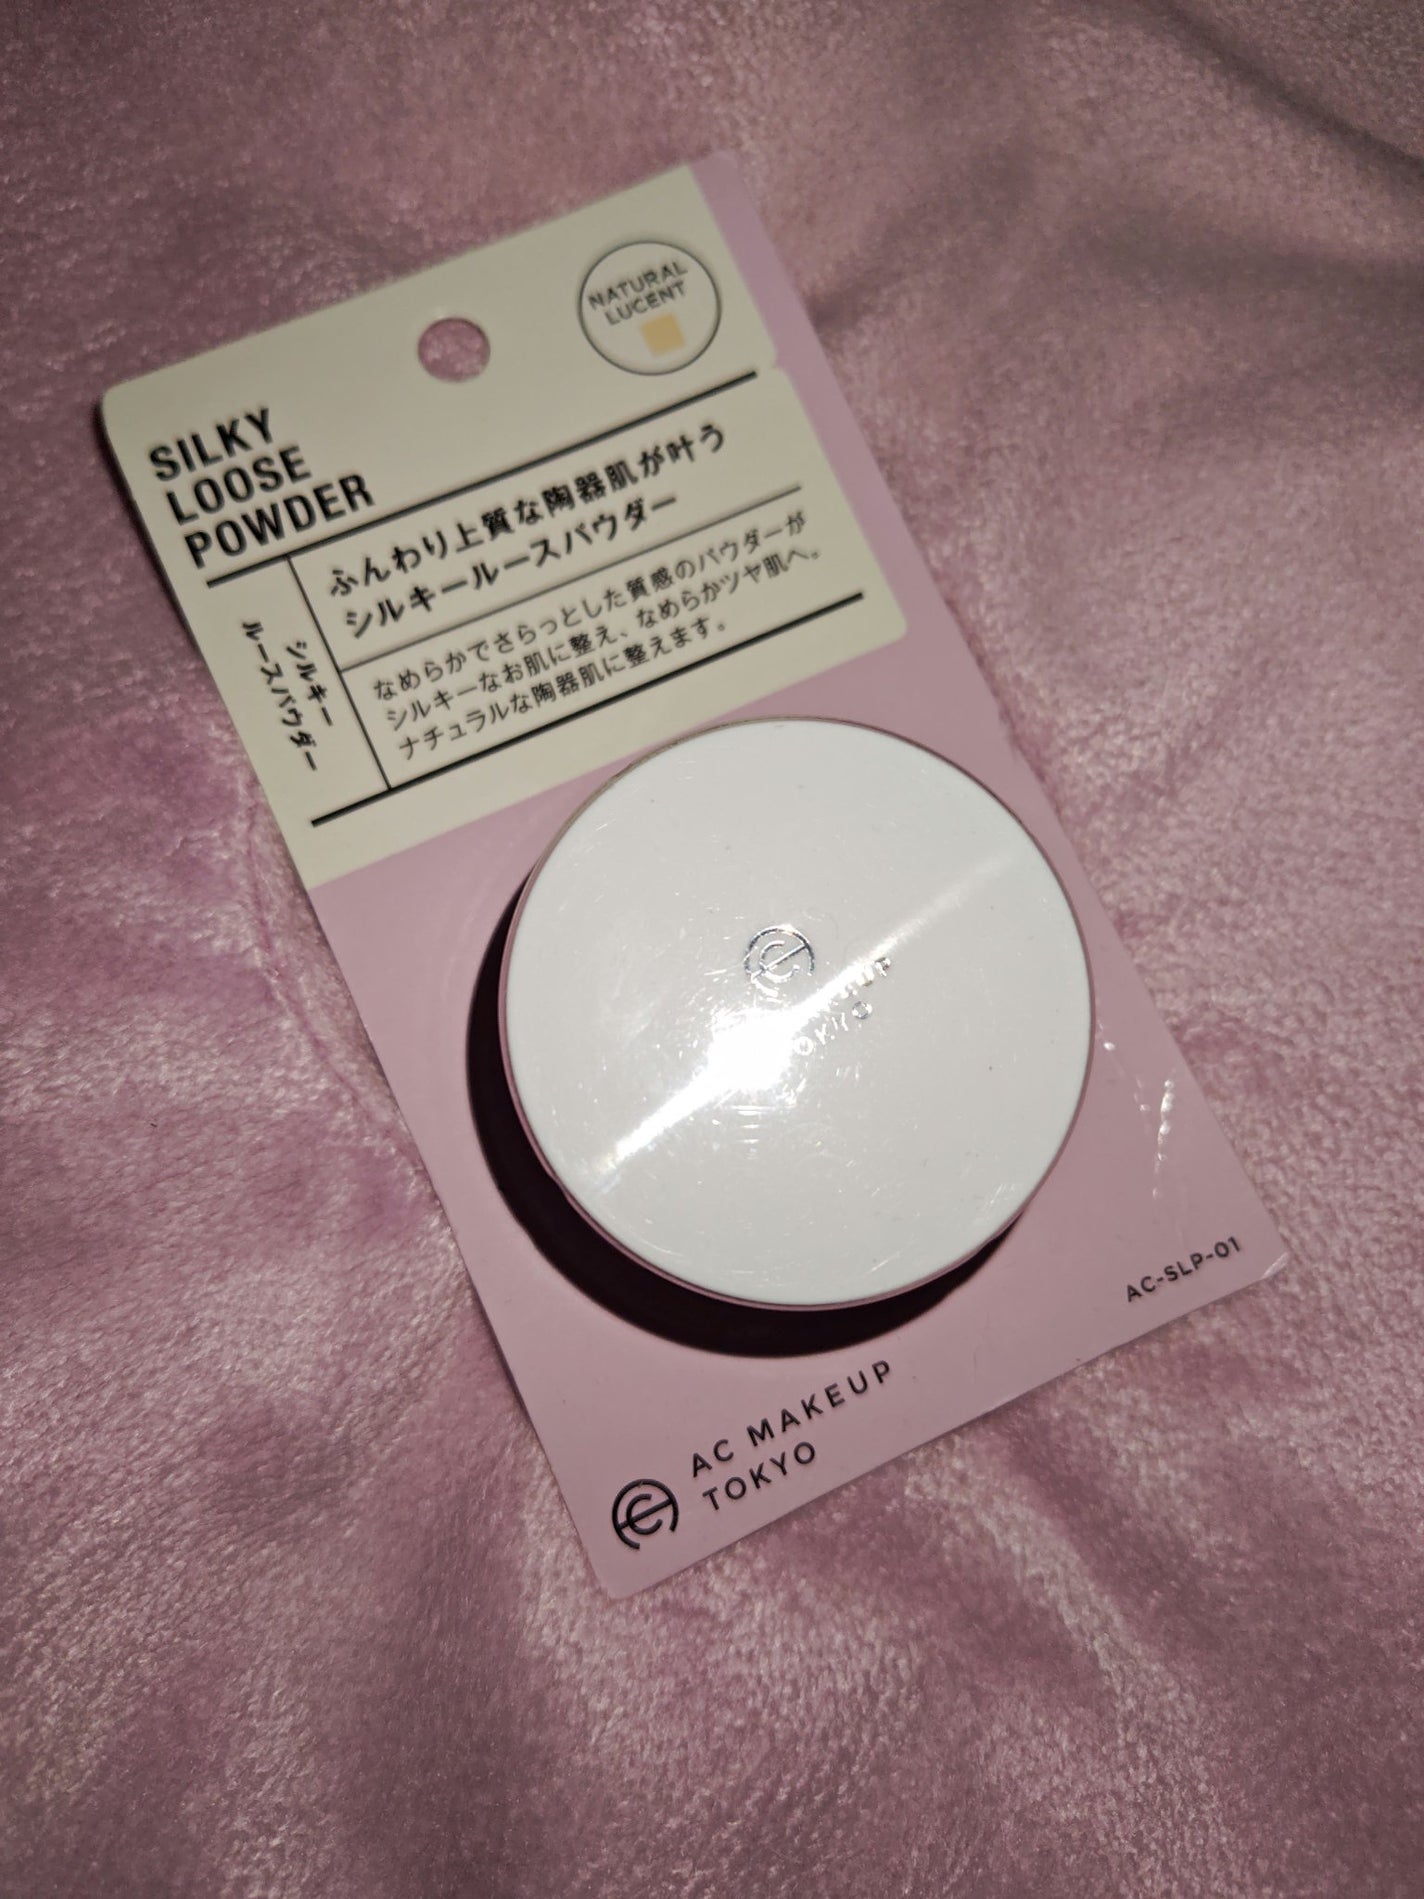 NATURAL
LUCENT
SILKY
LOOSE
POWDER
ふんわり上質な陶器肌が叶う
シルキールースパウダー
シルキー
ルースパウダー
なめらかでさらっとした質感のパウダーが
シルキーなお肌に整え、なめらかツヤ肌へ。
ナチュラルな陶器肌に整えます。
TOKYO
AC-SLP-01
AC MAKEUP
TOKYO